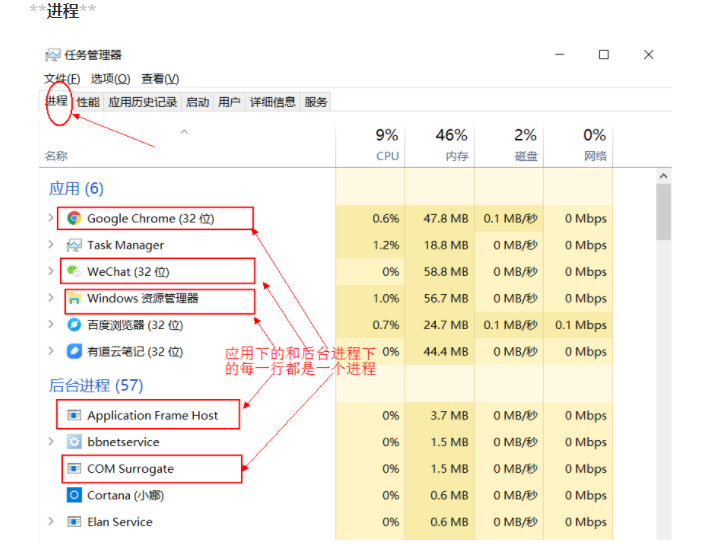 **进程**
任务管理器
文件(F) 选项(O) 查看(V)
进程 性能 应用历史记录 启动 用户 详细信息 服务
9% 46% 2% 0%
名称 CPU 内存 磁盘 网络
应用 (6)
Google Chrome (32 位) 0.6% 47.8 MB 0.1 MB/秒 0 Mbps
Task Manager 1.2% 18.8 MB 0 MB/秒 0 Mbps
WeChat (32 位) 0% 58.8 MB 0 MB/秒 0 Mbps
Windows 资源管理器 1.0% 56.7 MB 0 MB/秒 0 Mbps
百度浏览器 (32 位) 0.7% 24.7 MB 0.1 MB/秒 0.1 Mbps
有道云笔记 (32 位) 0% 44.4 MB 0 MB/秒 0 Mbps
应用下的和后台进程下
的每一行都是一个进程
后台进程 (57)
Application Frame Host 0% 3.7 MB 0 MB/秒 0 Mbps
bbnetservice 0% 1.5 MB 0 MB/秒 0 Mbps
COM Surrogate 0% 1.5 MB 0 MB/秒 0 Mbps
Cortana (小娜) 0% 0.6 MB 0 MB/秒 0 Mbps
Elan Service 0% 0.6 MB 0 MB/秒 0 Mbps